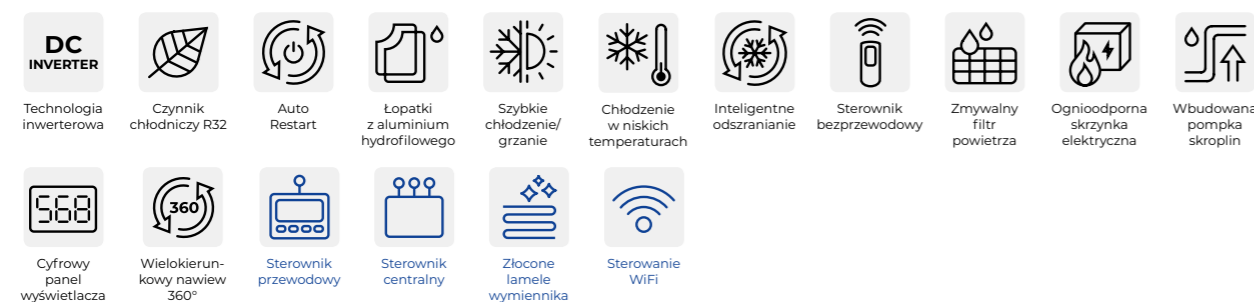 DC
INVERTER
Technologia
inwerterowa
Czynnik
chłodniczy R32
Auto
Restart
Łopatki
z aluminium
hydrofilowego
Szybkie
chłodzenie/
grzanie
Chłodzenie
w niskich
temperaturach
Inteligentne
odszranianie
Sterownik
bezprzewodowy
Zmywalny
filtr
powietrza
Ognioodporna
skrzynka
elektryczna
Wbudowana
pompka
skroplin
568
Cyfrowy
panel
wyświetlacza
360
Wielokierun-
kowy nawiew
360°
Sterownik
przewodowy
Sterownik
centralny
Złocone
lamele
wymiennika
Sterowanie
WiFi